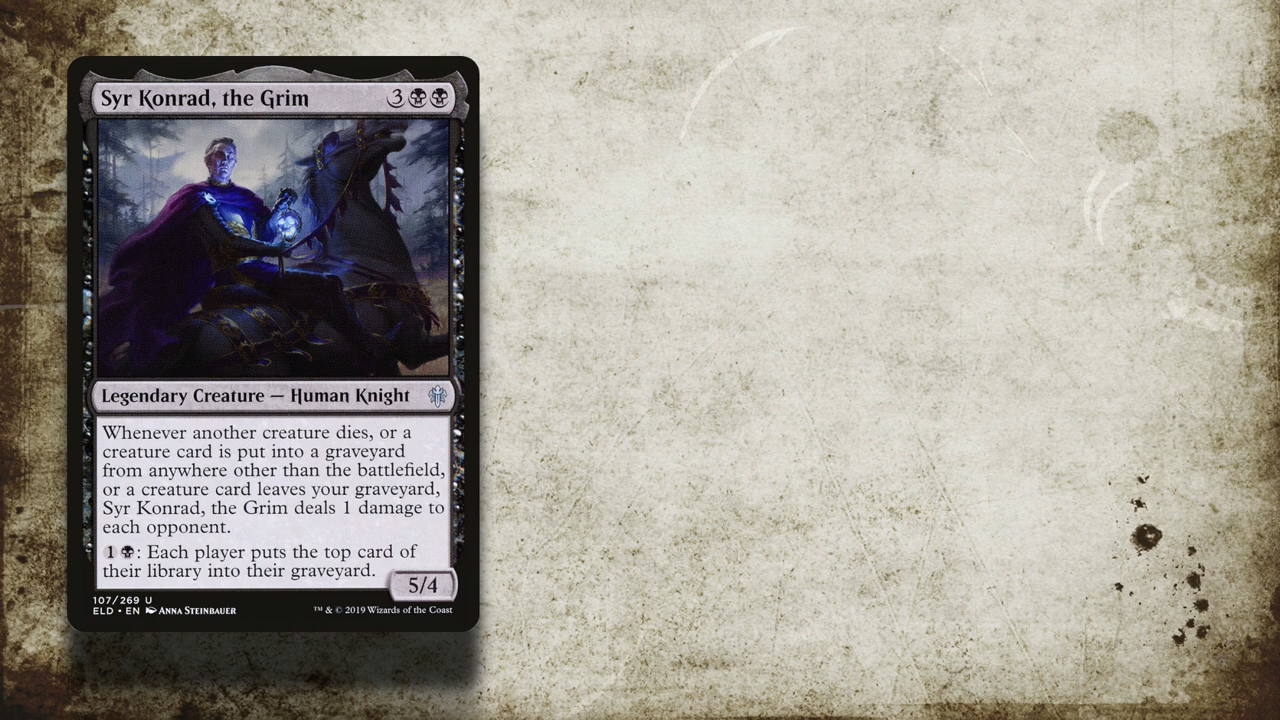 Syr Konrad, the Grim 3
Legendary Creature — Human Knight
Whenever another creature dies, or a
creature card is put into a graveyard
from anywhere other than the battlefield,
or a creature card leaves your graveyard,
Syr Konrad, the Grim deals 1 damage to
each opponent.
1 : Each player puts the top card of
their library into their graveyard.
5/4
107/269 U
ELD • EN Anna Steinbauer
™ & © 2019 Wizards of the Coast